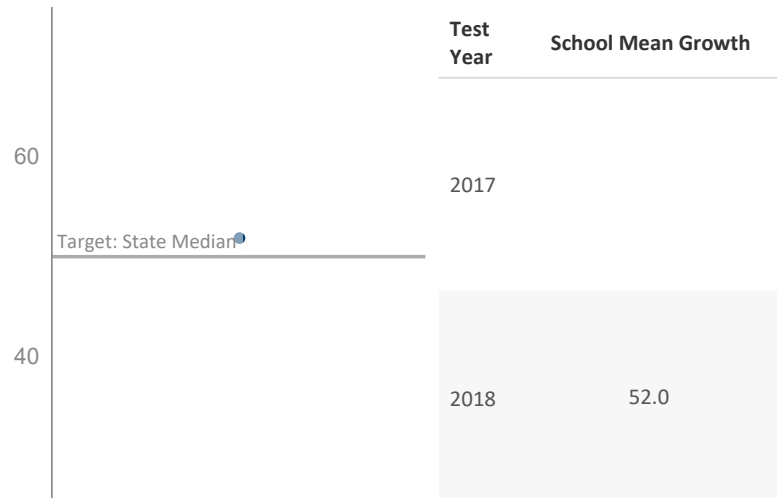 60
Target: State Median
40
Test Year
School Mean Growth
2017
2018 52.0